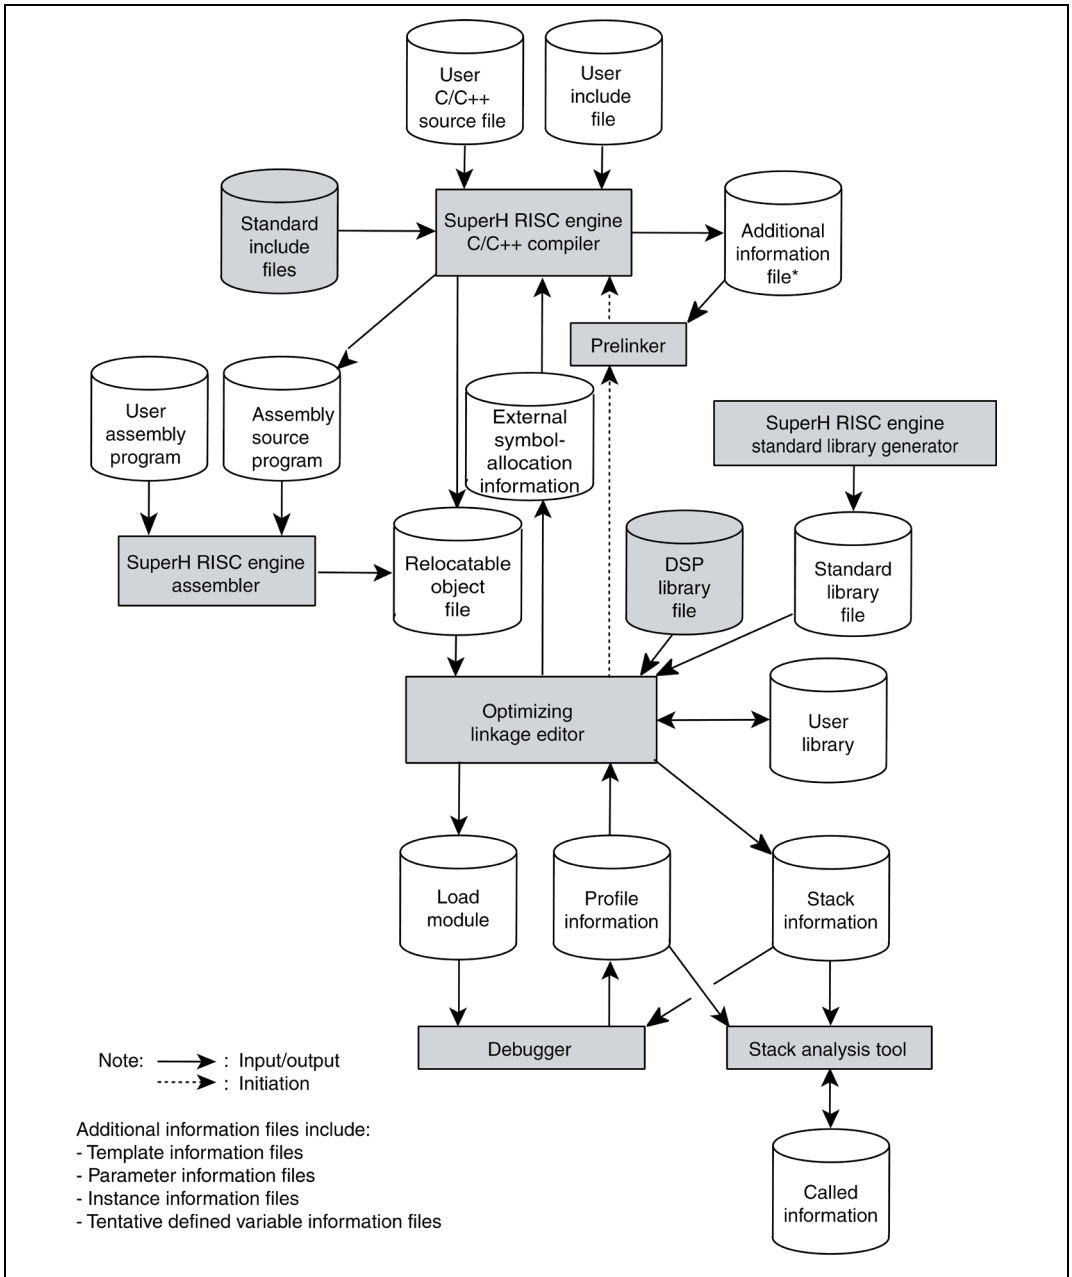 User
C/C++
source file
User
include
file
Standard
include
files
SuperH RISC engine
C/C++ compiler
Additional
information
file*
Prelinker
User
assembly
program
Assembly
source
program
External
symbol-
allocation
information
SuperH RISC engine
standard library generator
SuperH RISC engine
assembler
Relocatable
object
file
DSP
library
file
Standard
library
file
Optimizing
linkage editor
User
library
Load
module
Profile
information
Stack
information
Debugger
Stack analysis tool
Note: : Input/output
: Initiation
Additional information files include:
- Template information files
- Parameter information files
- Instance information files
- Tentative defined variable information files
Called
information